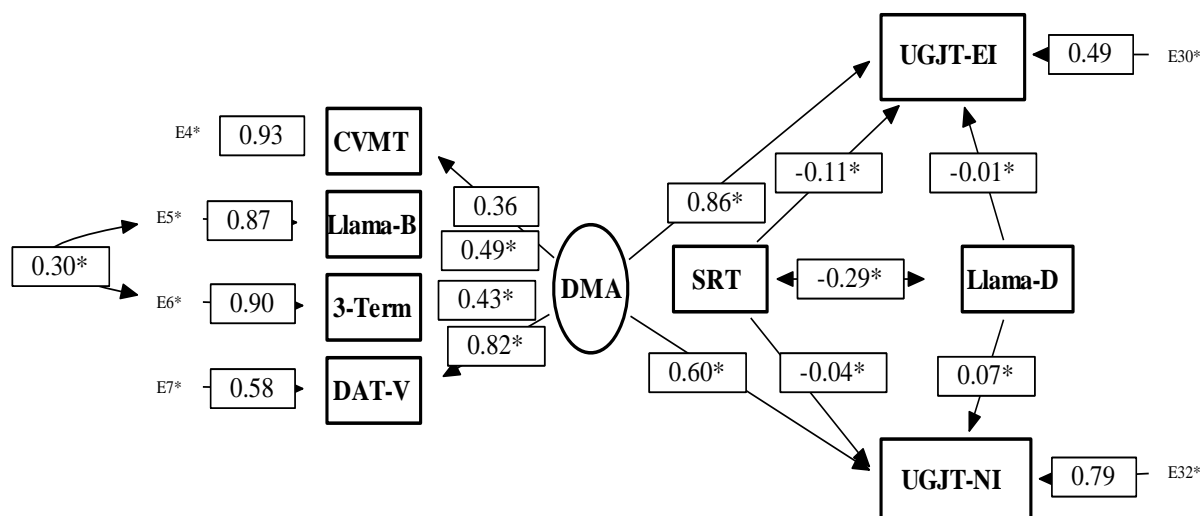 UGJT-EI
0.49
E30*
E4*
0.93
CVMT
-0.11*
-0.01*
0.86*
0.36
E5*
0.87
Llama-B
0.49*
0.30*
DMA
SRT
-0.29*
Llama-D
E6*
0.90
3-Term
0.43*
0.82*
0.60*
-0.04*
0.07*
E7*
0.58
DAT-V
UGJT-NI
0.79
E32*